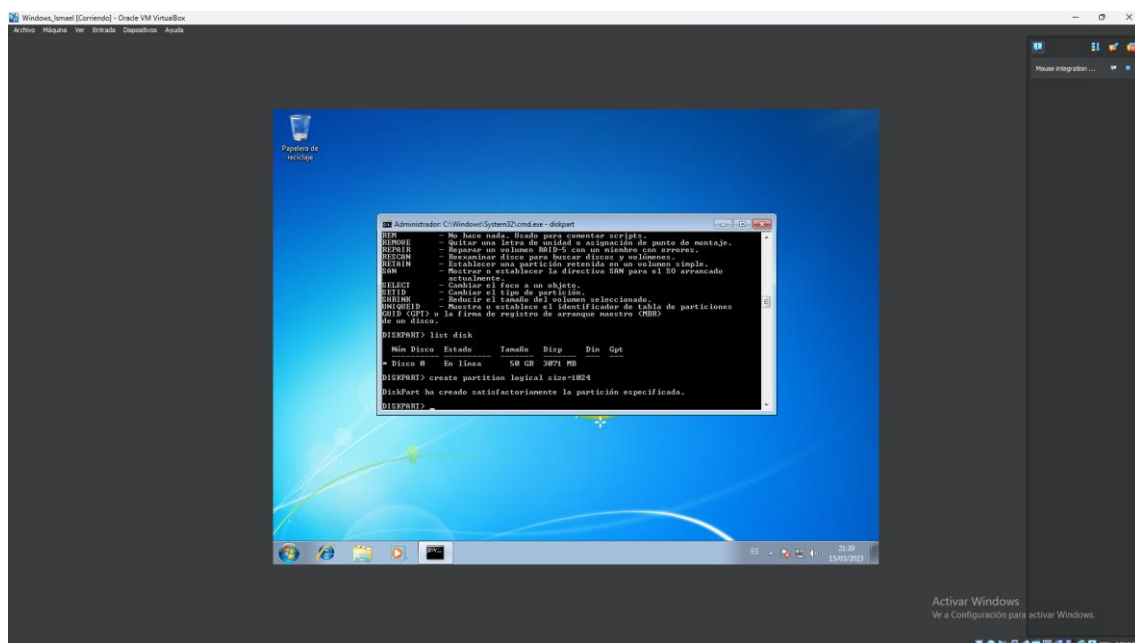 Windows_Ismael [Corriendo] - Oracle VM VirtualBox
Archivo Máquina Ver Entrada Dispositivos Ayuda
Mouse integration ...
Papelera de
reciclaje
Administrador: C:\Windows\System32\cmd.exe - diskpart
REM - No hace nada. Usado para comentar scripts.
REMOVE - Quitar una letra de unidad o asignación de punto de montaje.
REPAIR - Reparar un volumen RAID-5 con un miembro con errores.
RESCAN - Reexaminar disco para buscar discos y volúmenes.
RETAIN - Establecer una partición retenida en un volumen simple.
SAN - Mostrar o establecer la directiva SAN para el SO arrancado
actualmente.
SELECT - Cambiar el foco a un objeto.
SETID - Cambiar el tipo de partición.
SHRINK - Reducir el tamaño del volumen seleccionado.
UNIQUEID - Muestra o establece el identificador de tabla de particiones
GUID (GPT) o la firma de registro de arranque maestro (MBR)
de un disco.
DISKPART> list disk
Núm Disco Estado Tamaño Disp Din Gpt
* Disco 0 En línea 50 GB 3071 MB
DISKPART> create partition logical size=1024
DiskPart ha creado satisfactoriamente la partición especificada.
DISKPART> _
ES
21:39
15/03/2023
Activar Windows
Ve a Configuración para activar Windows.